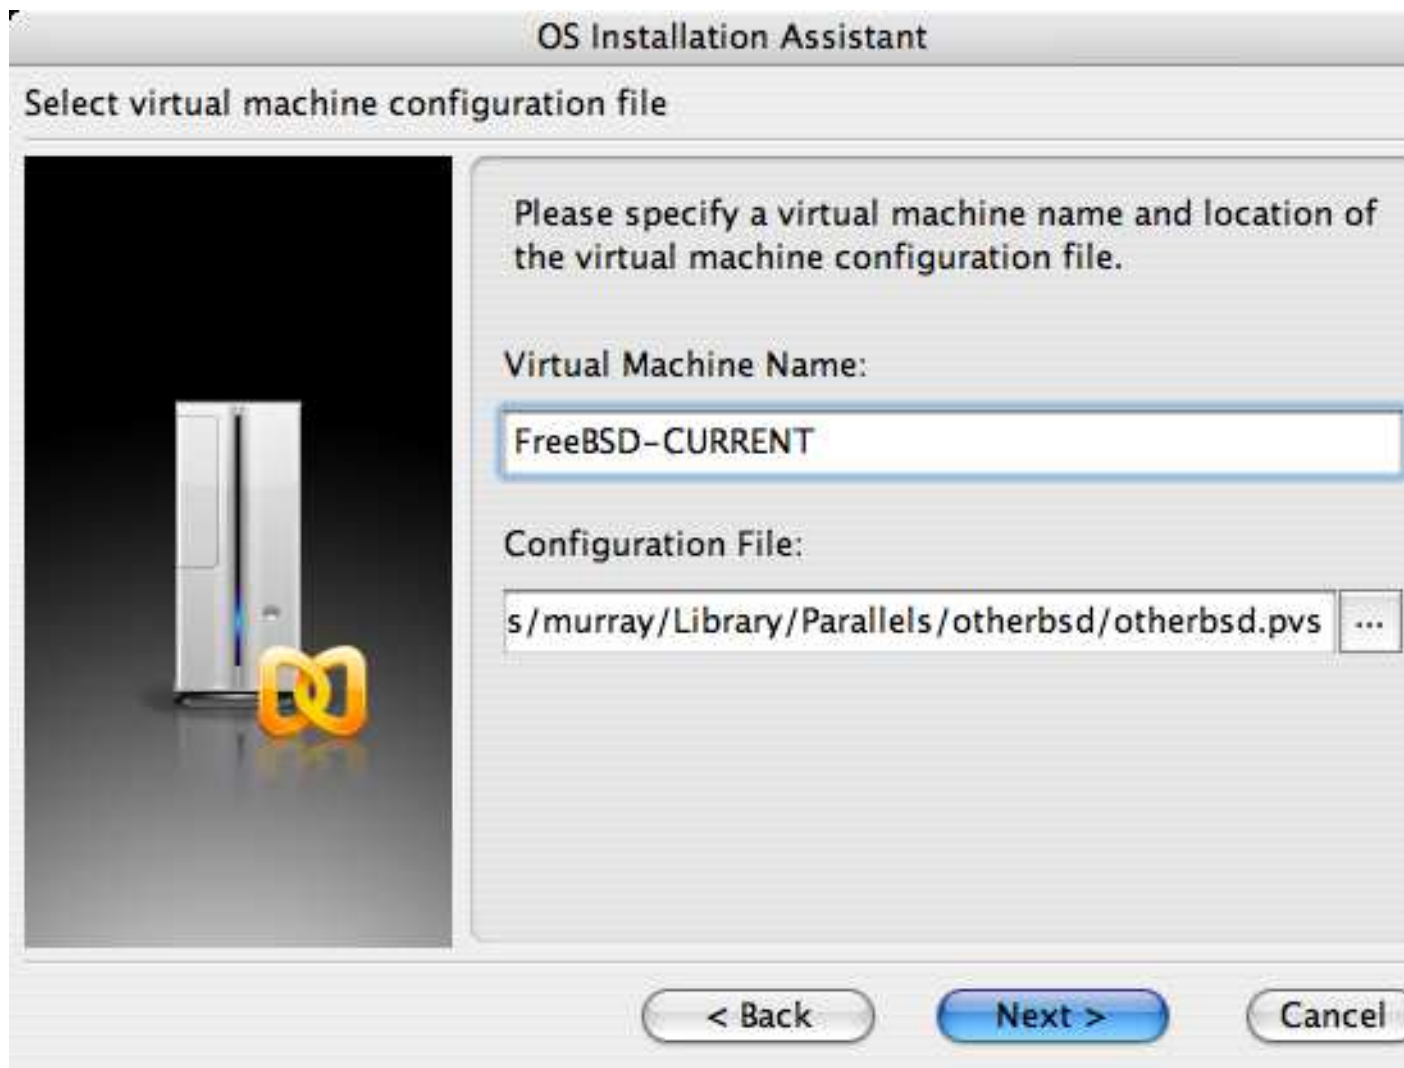 OS Installation Assistant
Select virtual machine configuration file
Please specify a virtual machine name and location of
the virtual machine configuration file.
Virtual Machine Name:
FreeBSD-CURRENT
Configuration File:
s/murray/Library/Parallels/otherbsd/otherbsd.pvs
...
< Back
Next >
Cancel